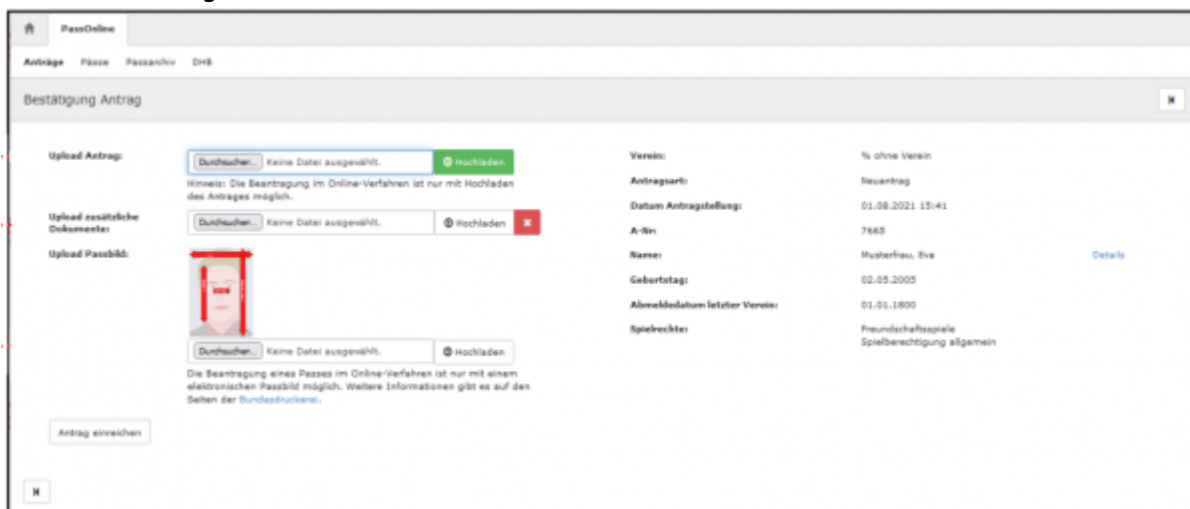 PassOnline
Anträge Pässe Passarchiv DHB
Bestätigung Antrag
Upload Antrag:
Durchsuchen... Keine Datei ausgewählt. Hochladen
Hinweis: Die Beantragung im Online-Verfahren ist nur mit Hochladen
des Antrages möglich.
Upload zusätzliche
Dokumente:
Durchsuchen... Keine Datei ausgewählt. Hochladen
Upload Passbild:
Durchsuchen... Keine Datei ausgewählt. Hochladen
Die Beantragung eines Passes im Online-Verfahren ist nur mit einem
elektronischen Passbild möglich. Weitere Informationen gibt es auf den
Seiten der Bundesdruckerei.
Antrag einreichen
Verein: % ohne Verein
Antragsart: Neuantrag
Datum Antragstellung: 01.08.2021 15:41
A-Nr: 7665
Name: Musterfrau, Eva Details
Geburtstag: 02.05.2005
Abmeldedatum letzter Verein: 01.01.1800
Spielrechte: Freundschaftsspiele
Spielberechtigung allgemein